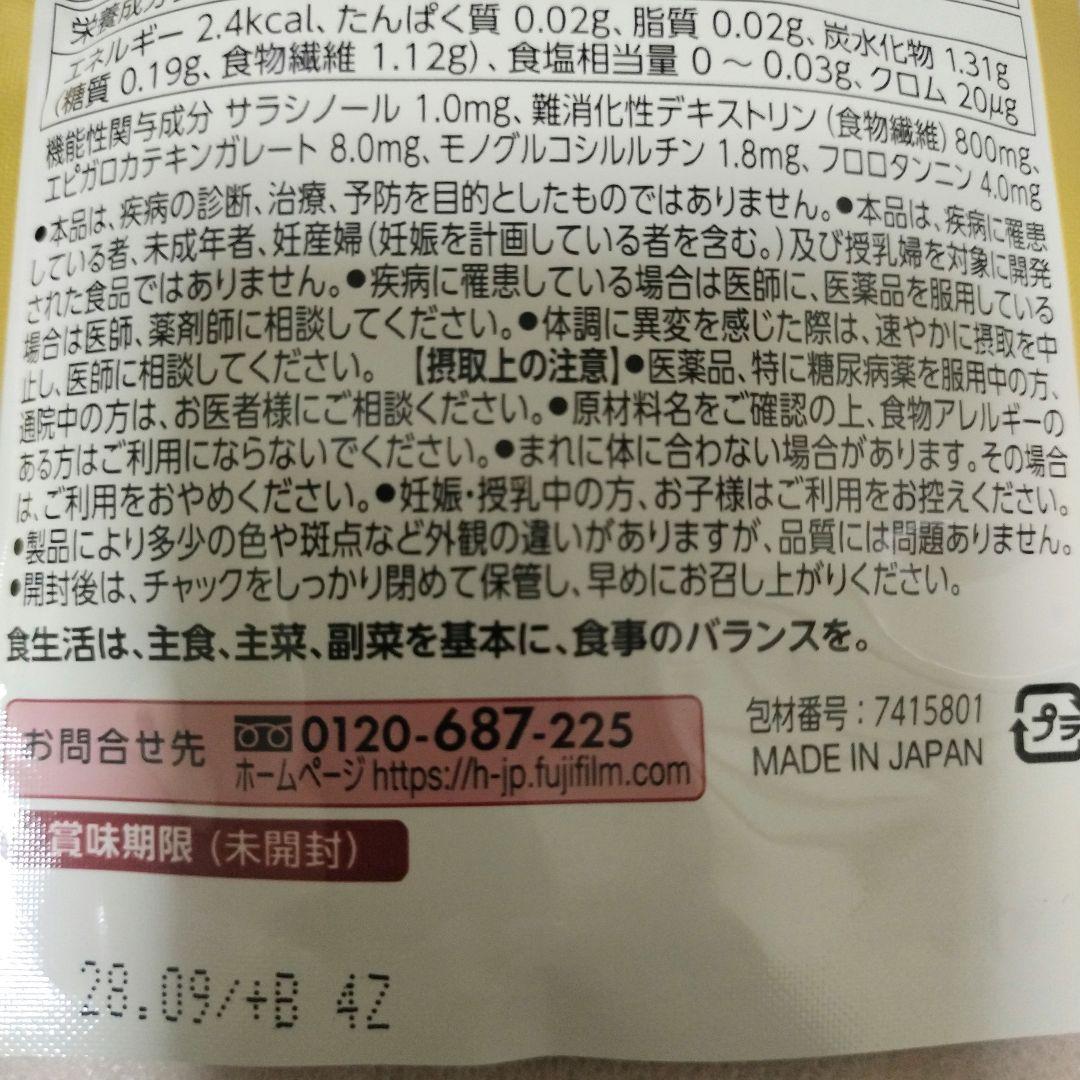 栄養成分
エネルギー 2.4kcal、たんぱく質 0.02g、脂質 0.02g、炭水化物 1.31g
(糖質 0.19g、食物繊維 1.12g)、食塩相当量 0 ～ 0.03g、クロム 20μg
機能性関与成分 サラシノール 1.0mg、難消化性デキストリン(食物繊維) 800mg、
エピガロカテキンガレート 8.0mg、モノグルコシルルチン 1.8mg、フロロタンニン 4.0mg
●本品は、疾病の診断、治療、予防を目的としたものではありません。●本品は、疾病に罹患
している者、未成年者、妊産婦(妊娠を計画している者を含む。)及び授乳婦を対象に開発
された食品ではありません。●疾病に罹患している場合は医師に、医薬品を服用している
場合は医師、薬剤師に相談してください。●体調に異変を感じた際は、速やかに摂取を中
止し、医師に相談してください。【摂取上の注意】●医薬品、特に糖尿病薬を服用中の方、
通院中の方は、お医者様にご相談ください。●原材料名をご確認の上、食物アレルギーの
ある方はご利用にならないでください。●まれに体に合わない場合があります。その場合
は、ご利用をおやめください。●妊娠・授乳中の方、お子様はご利用をお控えください。
●製品により多少の色や斑点など外観の違いがありますが、品質には問題ありません。
●開封後は、チャックをしっかり閉めて保管し、早めにお召し上がりください。
食生活は、主食、主菜、副菜を基本に、食事のバランスを。
お問合せ先 0120-687-225
ホームページ https://h-jp.fujifilm.com
包材番号：7415801
MADE IN JAPAN
プラ
賞味期限（未開封）
28.09/+B 4Z